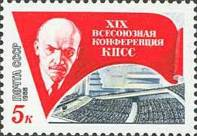 XIX
ВСЕСОЮЗНАЯ
КОНФЕРЕНЦИЯ
КПСС
ПОЧТА СССР
1988
5к